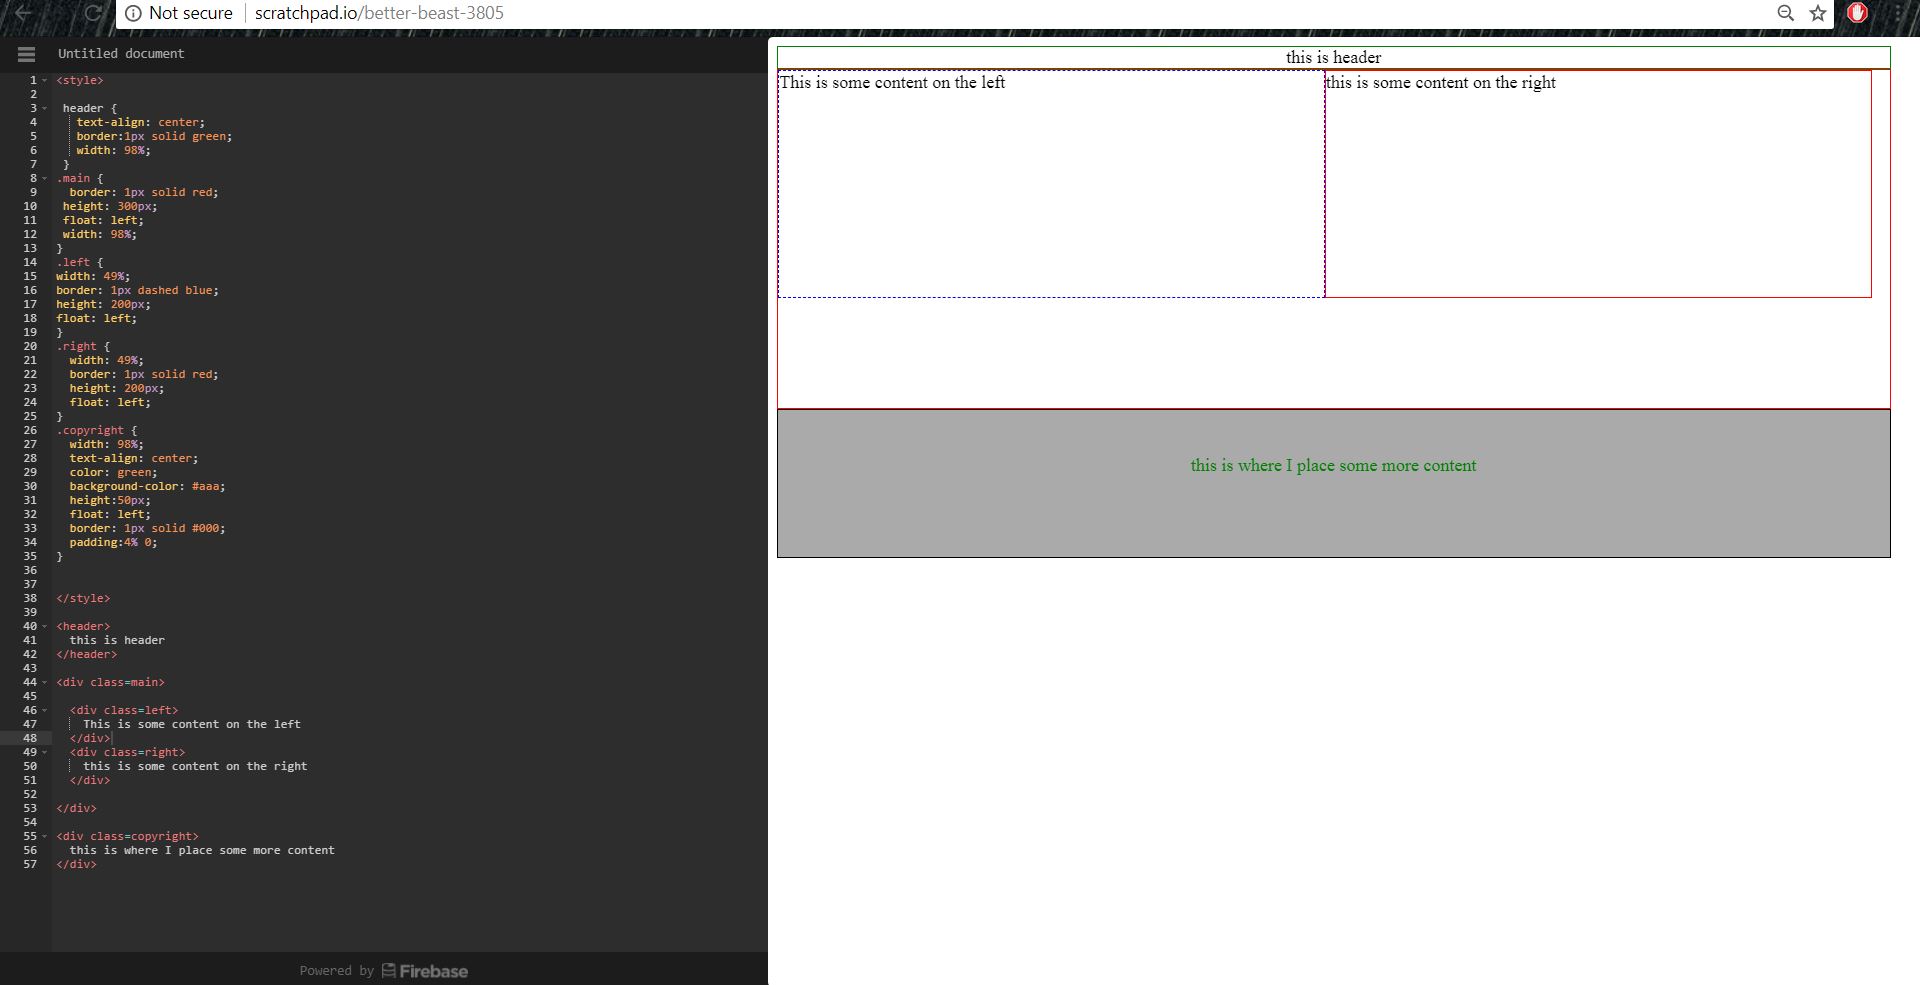 Not secure scratchpad.io/better-beast-3805
Untitled document
1 <style>
2
3 header {
4 text-align: center;
5 border:1px solid green;
6 width: 98%;
7 }
8 .main {
9 border: 1px solid red;
10 height: 300px;
11 float: left;
12 width: 98%;
13 }
14 .left {
15 width: 49%;
16 border: 1px dashed blue;
17 height: 200px;
18 float: left;
19 }
20 .right {
21 width: 49%;
22 border: 1px solid red;
23 height: 200px;
24 float: left;
25 }
26 .copyright {
27 width: 98%;
28 text-align: center;
29 color: green;
30 background-color: #aaa;
31 height:50px;
32 float: left;
33 border: 1px solid #000;
34 padding:4% 0;
35 }
36
37
38 </style>
39
40 <header>
41 this is header
42 </header>
43
44 <div class=main>
45
46 <div class=left>
47 This is some content on the left
48 </div>
49 <div class=right>
50 this is some content on the right
51 </div>
52
53 </div>
54
55 <div class=copyright>
56 this is where I place some more content
57 </div>
Powered by Firebase
this is header
This is some content on the left
this is some content on the right
this is where I place some more content